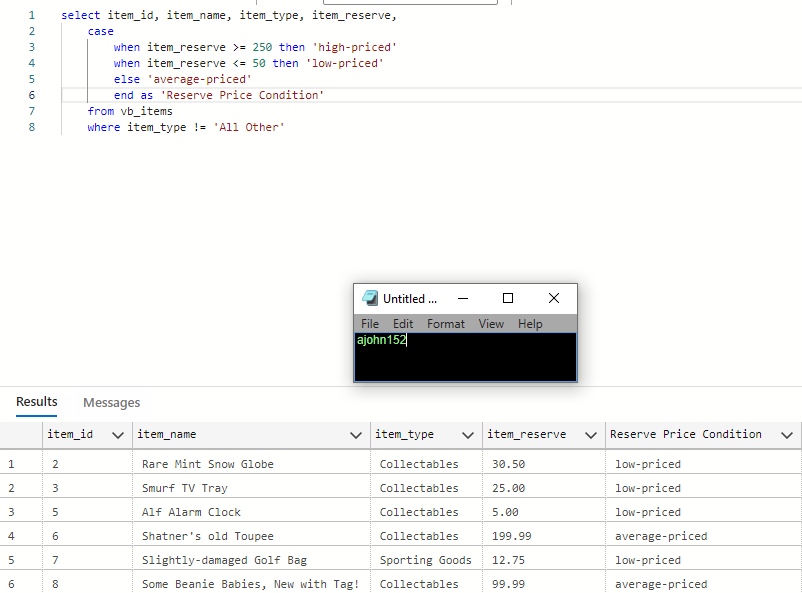 1 select item_id, item_name, item_type, item_reserve,
2 case
3 when item_reserve >= 250 then 'high-priced'
4 when item_reserve <= 50 then 'low-priced'
5 else 'average-priced'
6 end as 'Reserve Price Condition'
7 from vb_items
8 where item_type != 'All Other'
Untitled ...
File Edit Format View Help
ajohn152
Results Messages
item_id item_name item_type item_reserve Reserve Price Condition
1 2 Rare Mint Snow Globe Collectables 30.50 low-priced
2 3 Smurf TV Tray Collectables 25.00 low-priced
3 5 Alf Alarm Clock Collectables 5.00 low-priced
4 6 Shatner's old Toupee Collectables 199.99 average-priced
5 7 Slightly-damaged Golf Bag Sporting Goods 12.75 low-priced
6 8 Some Beanie Babies, New with Tag! Collectables 99.99 average-priced